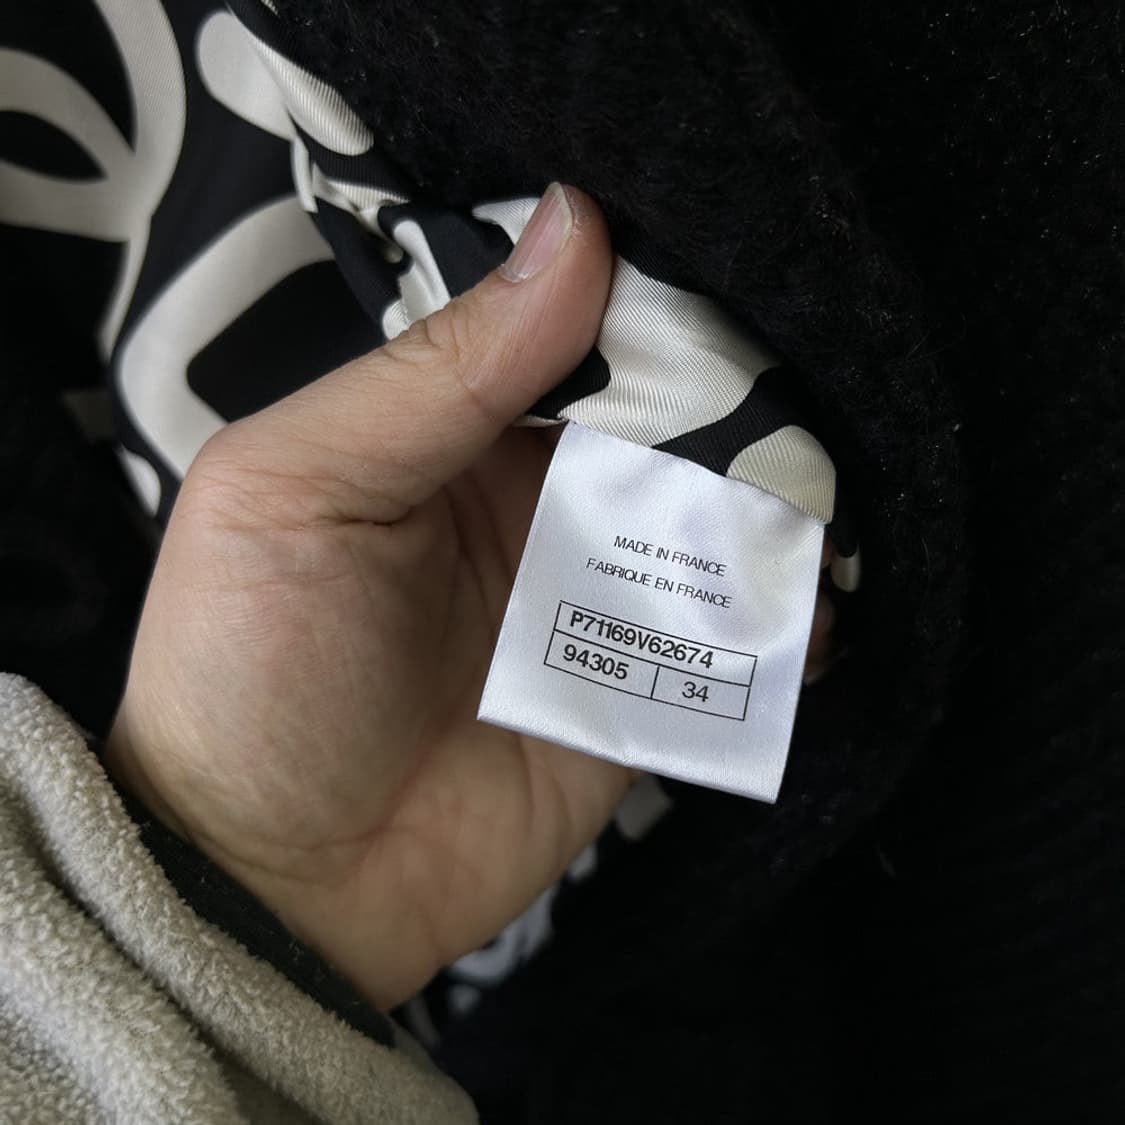 MADE IN FRANCE
FABRIQUE EN FRANCE
P71169V62674
94305 34